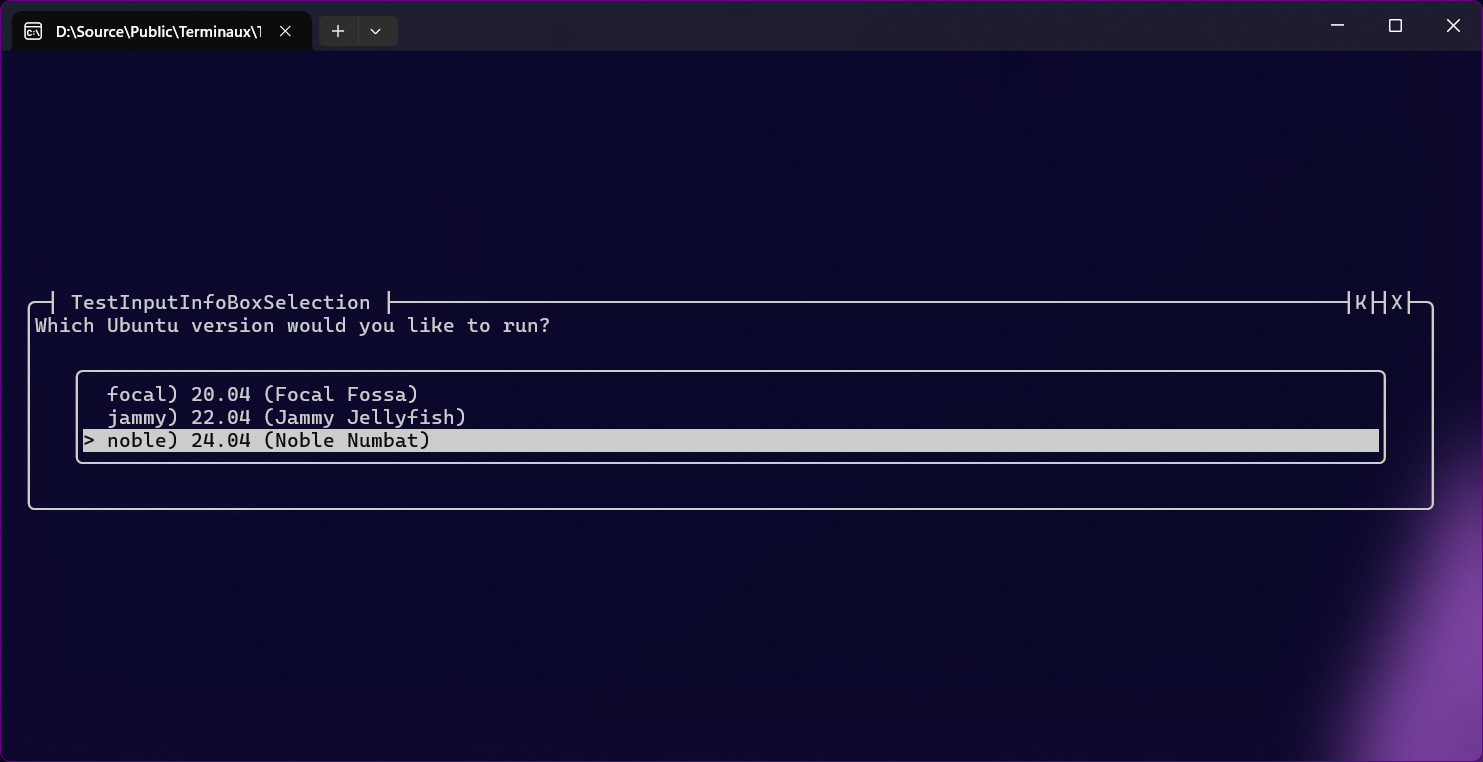 D:\Source\Public\Terminaux\
TestInputInfoBoxSelection K X
Which Ubuntu version would you like to run?
focal) 20.04 (Focal Fossa)
jammy) 22.04 (Jammy Jellyfish)
> noble) 24.04 (Noble Numbat)